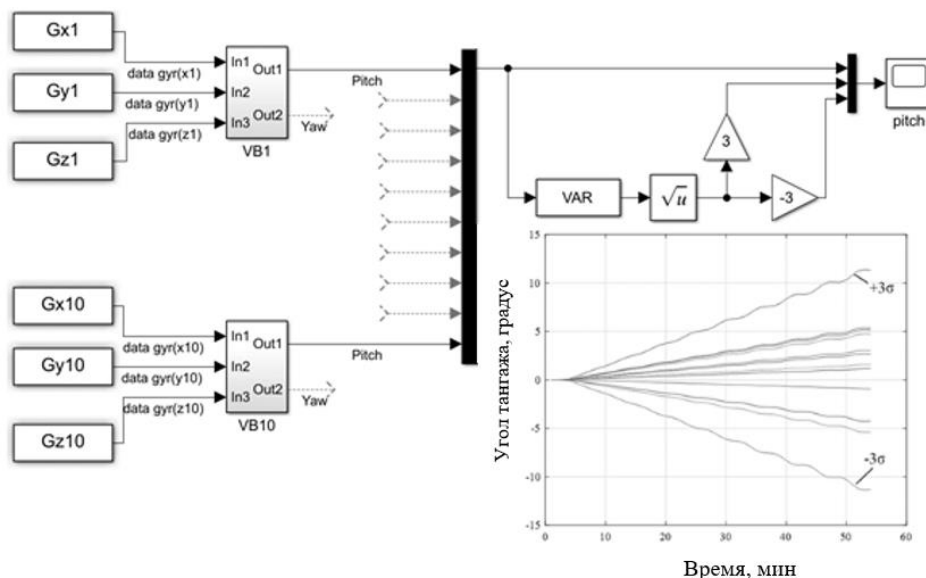 Gx1
Gy1
Gz1
data gyr(x1)
data gyr(y1)
data gyr(z1)
In1
In2
In3
Out1
Out2
VB1
Pitch
Yaw
3
VAR
√u
-3
pitch
Gx10
Gy10
Gz10
data gyr(x10)
data gyr(y10)
data gyr(z10)
In1
In2
In3
Out1
Out2
VB10
Pitch
Yaw
Угол тангажа, градус
15
10
5
0
-5
-10
-15
+3σ
-3σ
0
10
20
30
40
50
60
Время, мин